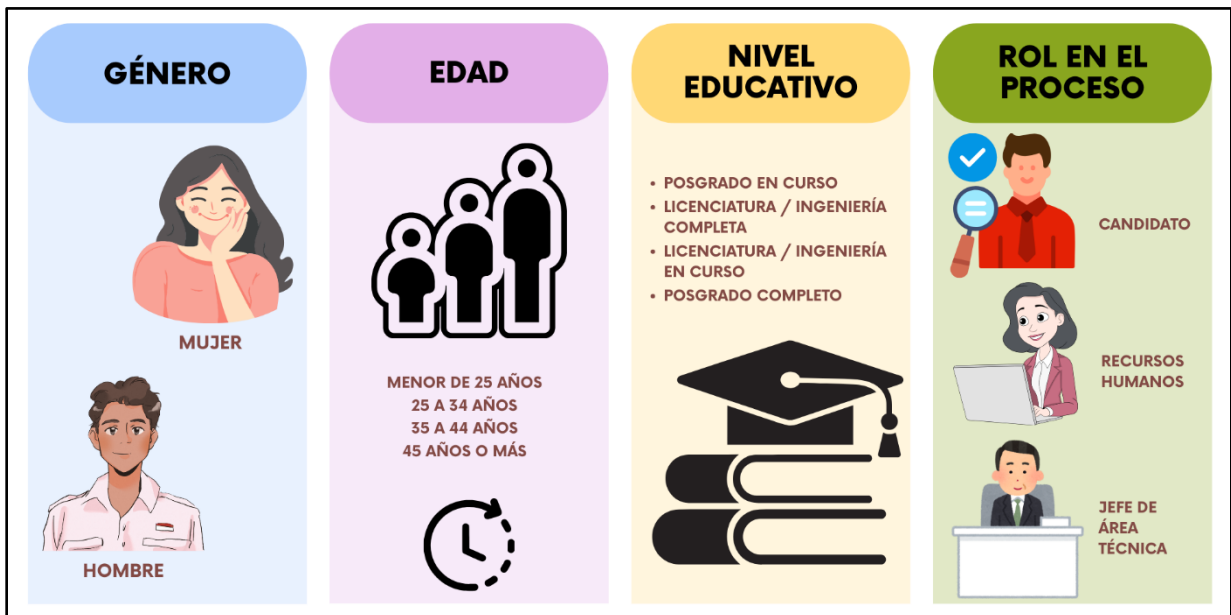 GÉNERO
MUJER
HOMBRE
EDAD
MENOR DE 25 AÑOS
25 A 34 AÑOS
35 A 44 AÑOS
45 AÑOS O MÁS
NIVEL
EDUCATIVO
• POSGRADO EN CURSO
• LICENCIATURA / INGENIERÍA
COMPLETA
• LICENCIATURA / INGENIERÍA
EN CURSO
• POSGRADO COMPLETO
ROL EN EL
PROCESO
CANDIDATO
RECURSOS
HUMANOS
JEFE DE
ÁREA
TÉCNICA